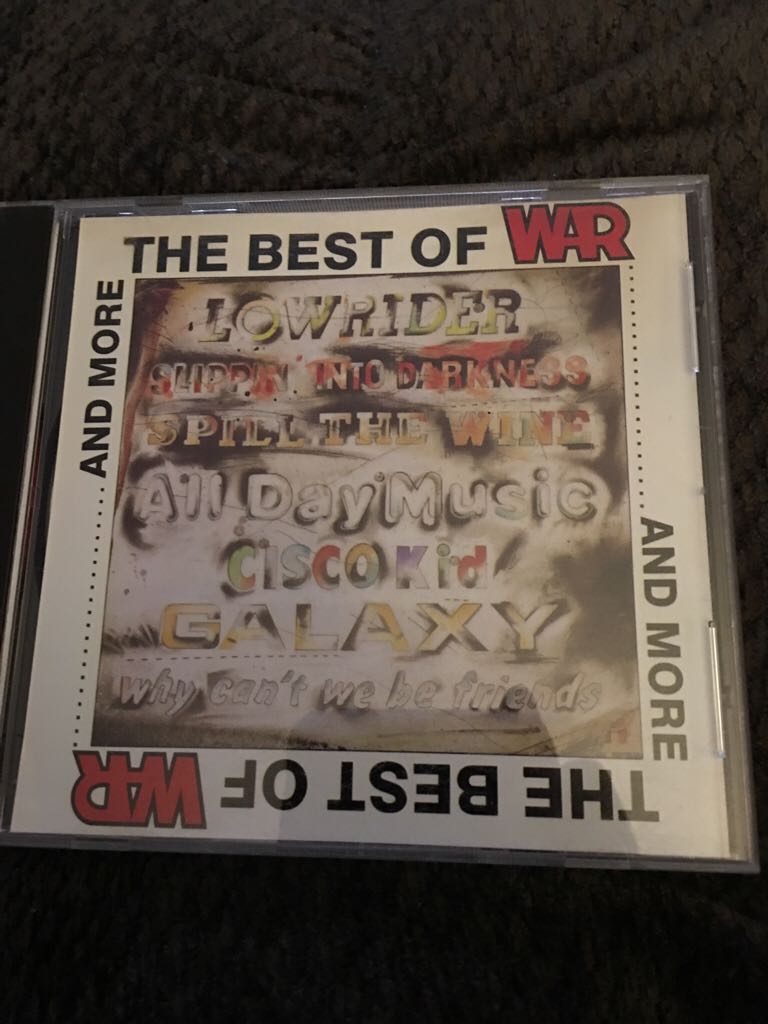 THE BEST OF WAR
AND MORE
LOWRIDER
SLIPPIN' INTO DARKNESS
SPILL THE WINE
All Day Music
CISCO Kid
GALAXY
why can't we be friends
AND MORE
THE BEST OF WAR